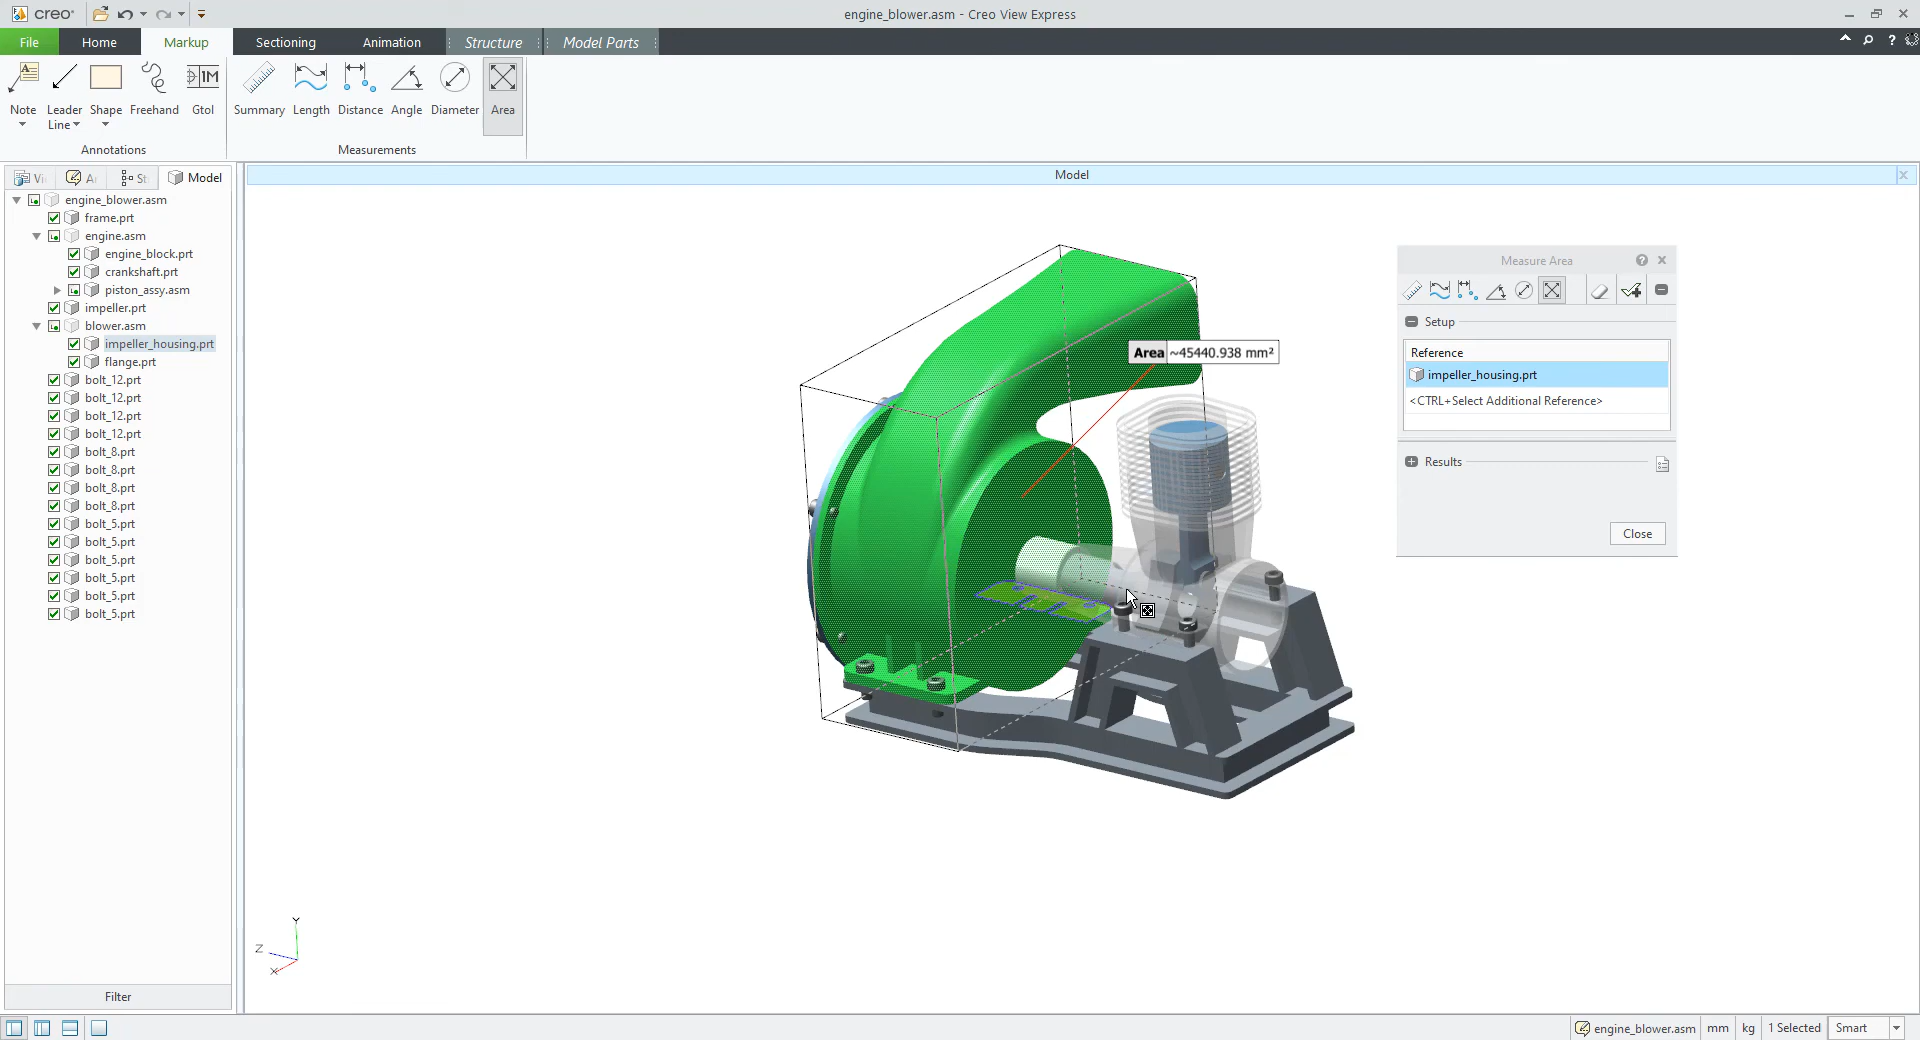 creo
engine_blower.asm - Creo View Express
File
Home
Markup
Sectioning
Animation
Structure
Model Parts
Note
Leader
Line
Shape
Freehand
Gtol
Annotations
Summary
Length
Distance
Angle
Diameter
Area
Measurements
Vi
A
St
Model
engine_blower.asm
frame.prt
engine.asm
engine_block.prt
crankshaft.prt
piston_assy.asm
impeller.prt
blower.asm
impeller_housing.prt
flange.prt
bolt_12.prt
bolt_12.prt
bolt_12.prt
bolt_12.prt
bolt_8.prt
bolt_8.prt
bolt_8.prt
bolt_8.prt
bolt_5.prt
bolt_5.prt
bolt_5.prt
bolt_5.prt
bolt_5.prt
bolt_5.prt
Filter
Model
Area ~45440.938 mm²
Y
Z
X
Measure Area
Setup
Reference
impeller_housing.prt
<CTRL+Select Additional Reference>
Results
Close
engine_blower.asm
mm
kg
1 Selected
Smart